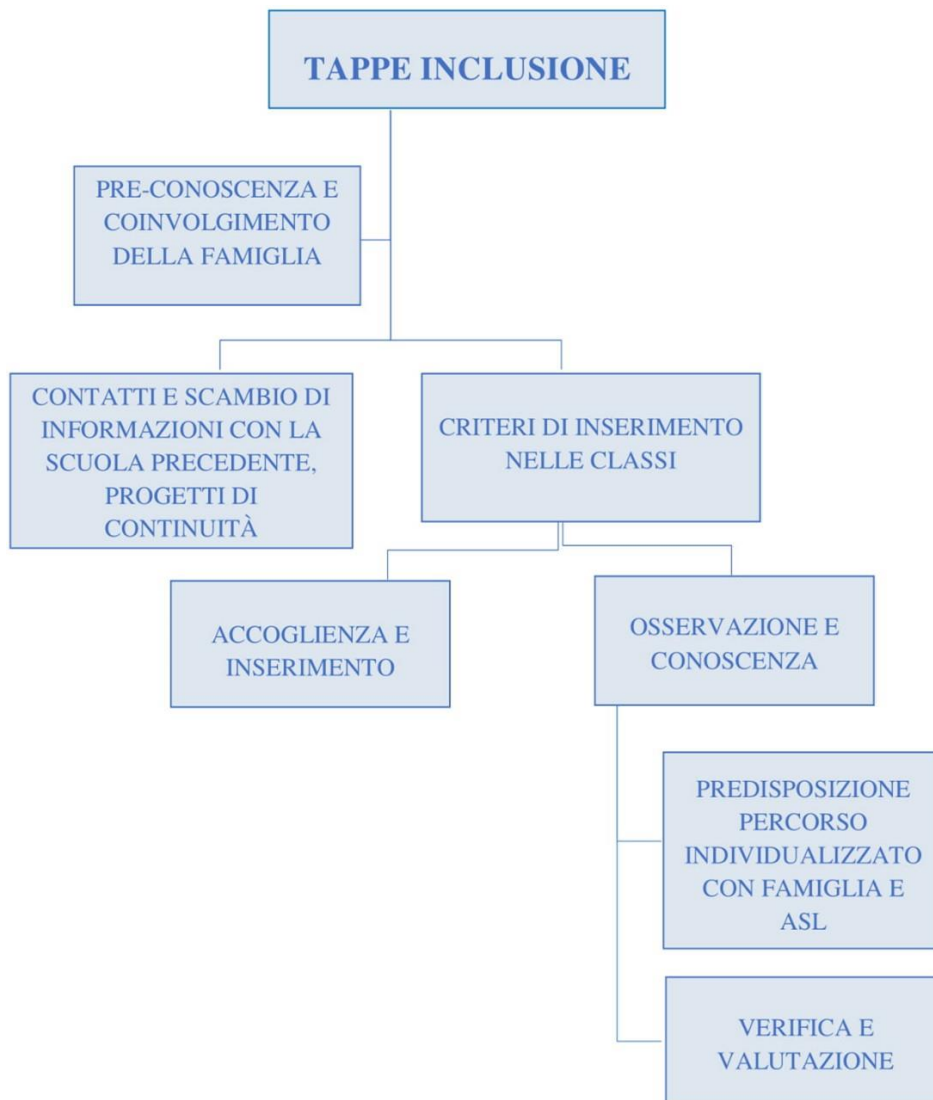 TAPPE INCLUSIONE
PRE-CONOSCENZA E
COINVOLGIMENTO
DELLA FAMIGLIA
CONTATTI E SCAMBIO DI
INFORMAZIONI CON LA
SCUOLA PRECEDENTE,
PROGETTI DI
CONTINUITÀ
CRITERI DI INSERIMENTO
NELLE CLASSI
ACCOGLIENZA E
INSERIMENTO
OSSERVAZIONE E
CONOSCENZA
PREDISPOSIZIONE
PERCORSO
INDIVIDUALIZZATO
CON FAMIGLIA E
ASL
VERIFICA E
VALUTAZIONE